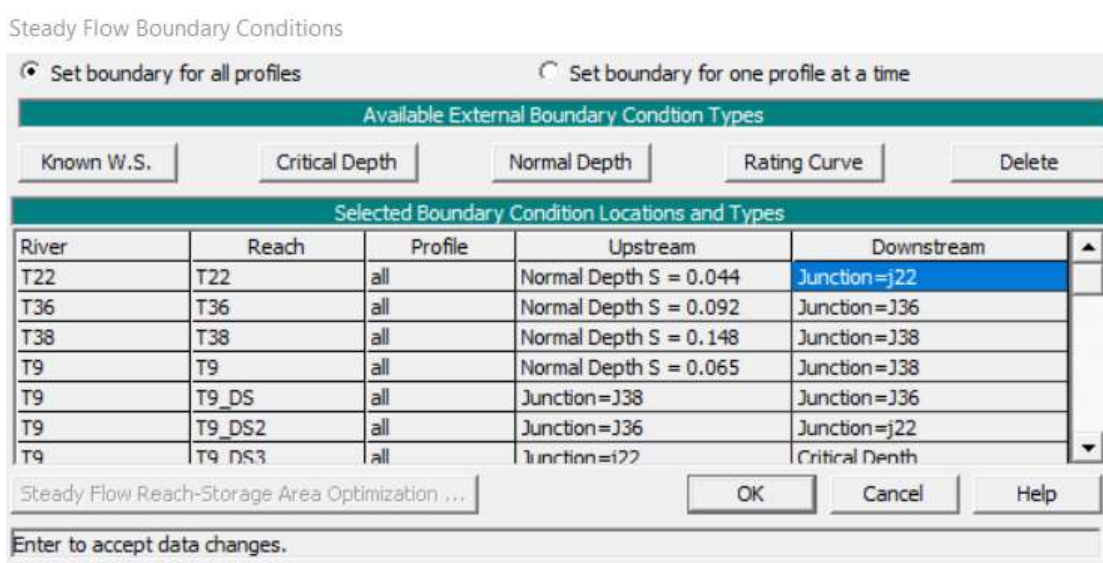 Steady Flow Boundary Conditions
Set boundary for all profiles Set boundary for one profile at a time
Available External Boundary Condtion Types
Known W.S. Critical Depth Normal Depth Rating Curve Delete
Selected Boundary Condition Locations and Types
River Reach Profile Upstream Downstream
T22 T22 all Normal Depth S = 0.044 Junction=j22
T36 T36 all Normal Depth S = 0.092 Junction=J36
T38 T38 all Normal Depth S = 0.148 Junction=J38
T9 T9 all Normal Depth S = 0.065 Junction=J38
T9 T9_DS all Junction=J38 Junction=J36
T9 T9_DS2 all Junction=J36 Junction=j22
T9 T9_DS3 all Junction=j22 Critical Depth
Steady Flow Reach-Storage Area Optimization ... OK Cancel Help
Enter to accept data changes.